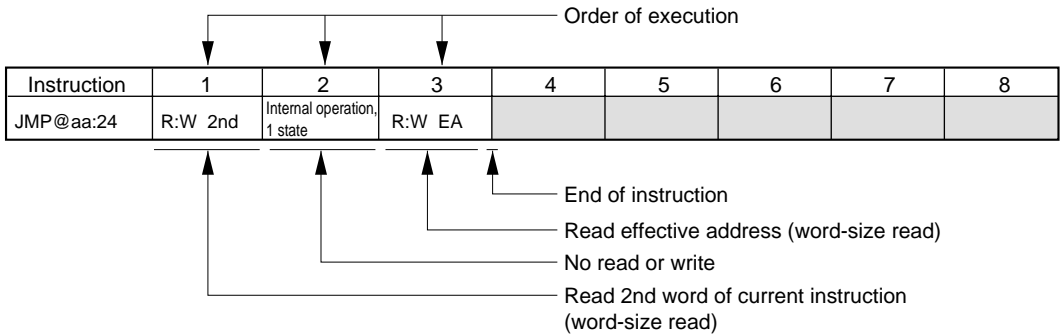 Order of execution
Instruction 1 2 3 4 5 6 7 8
JMP@aa:24 R:W 2nd Internal operation, 1 state R:W EA
End of instruction
Read effective address (word-size read)
No read or write
Read 2nd word of current instruction
(word-size read)